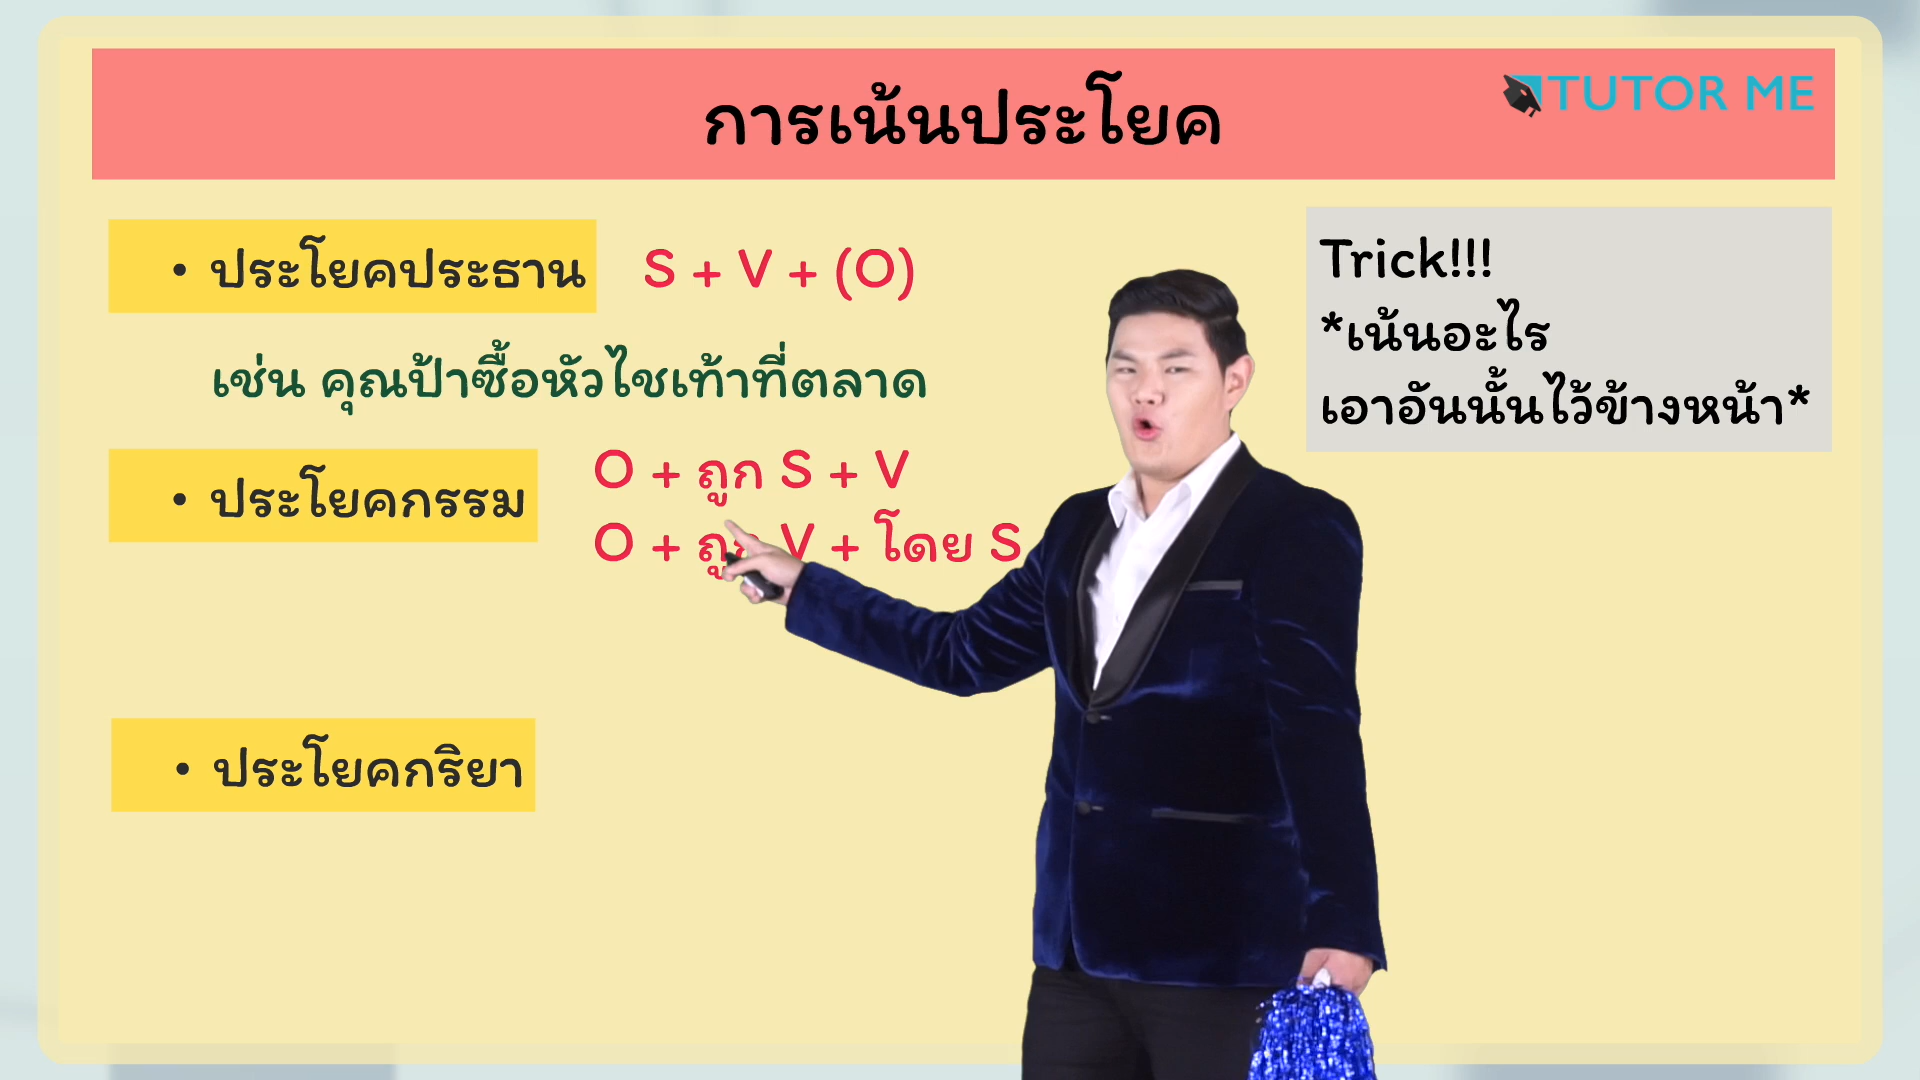 การเน้นประโยค
TUTOR ME
• ประโยคประธาน S + V + (O)
เช่น คุณป้าซื้อหัวไชเท้าที่ตลาด
• ประโยคกรรม
O + ถูก S + V
O + ถูก V + โดย S
• ประโยคกริยา
Trick!!!
*เน้นอะไร
เอาอันนั้นไว้ข้างหน้า*